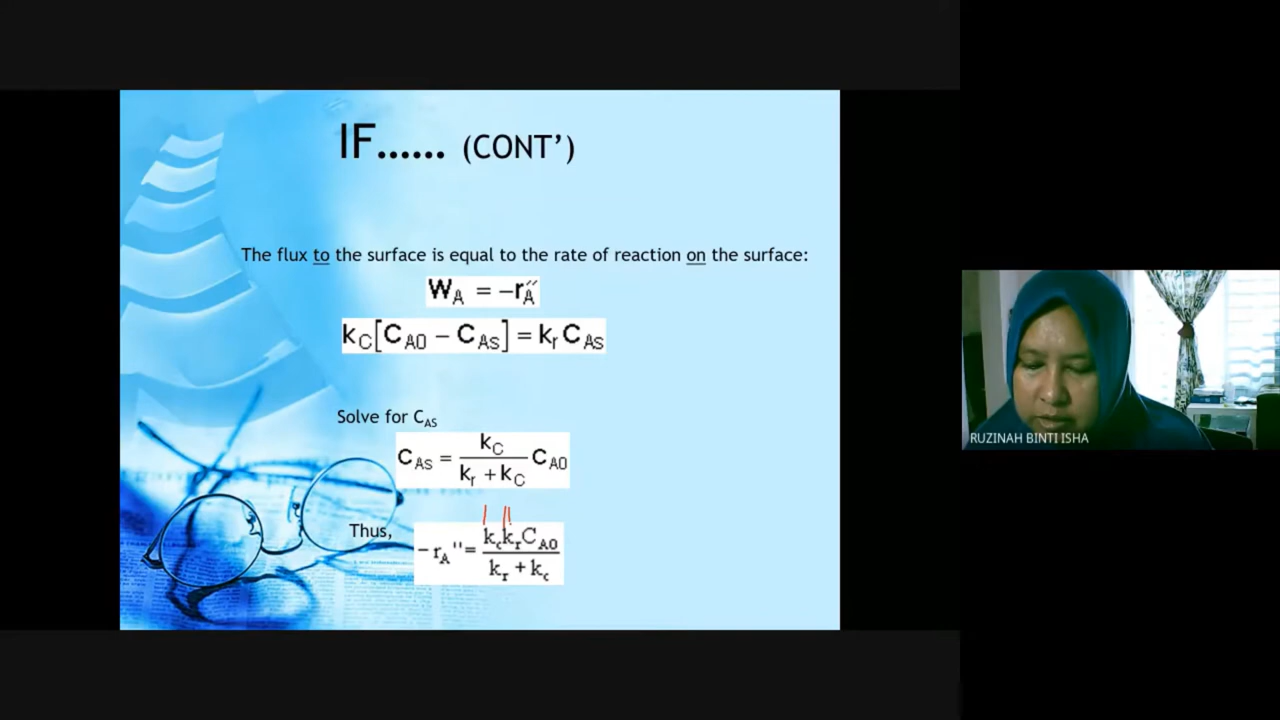 IF...... (CONT’)
The flux to the surface is equal to the rate of reaction on the surface:
W_A = -r_A″
k_C[C_A0 - C_As] = k_r C_As
Solve for C_AS
C_As = k_C / (k_r + k_C) C_A0
Thus, -r_A'' = k_c k_r C_A0 / (k_r + k_c)
RUZINAH BINTI ISHA